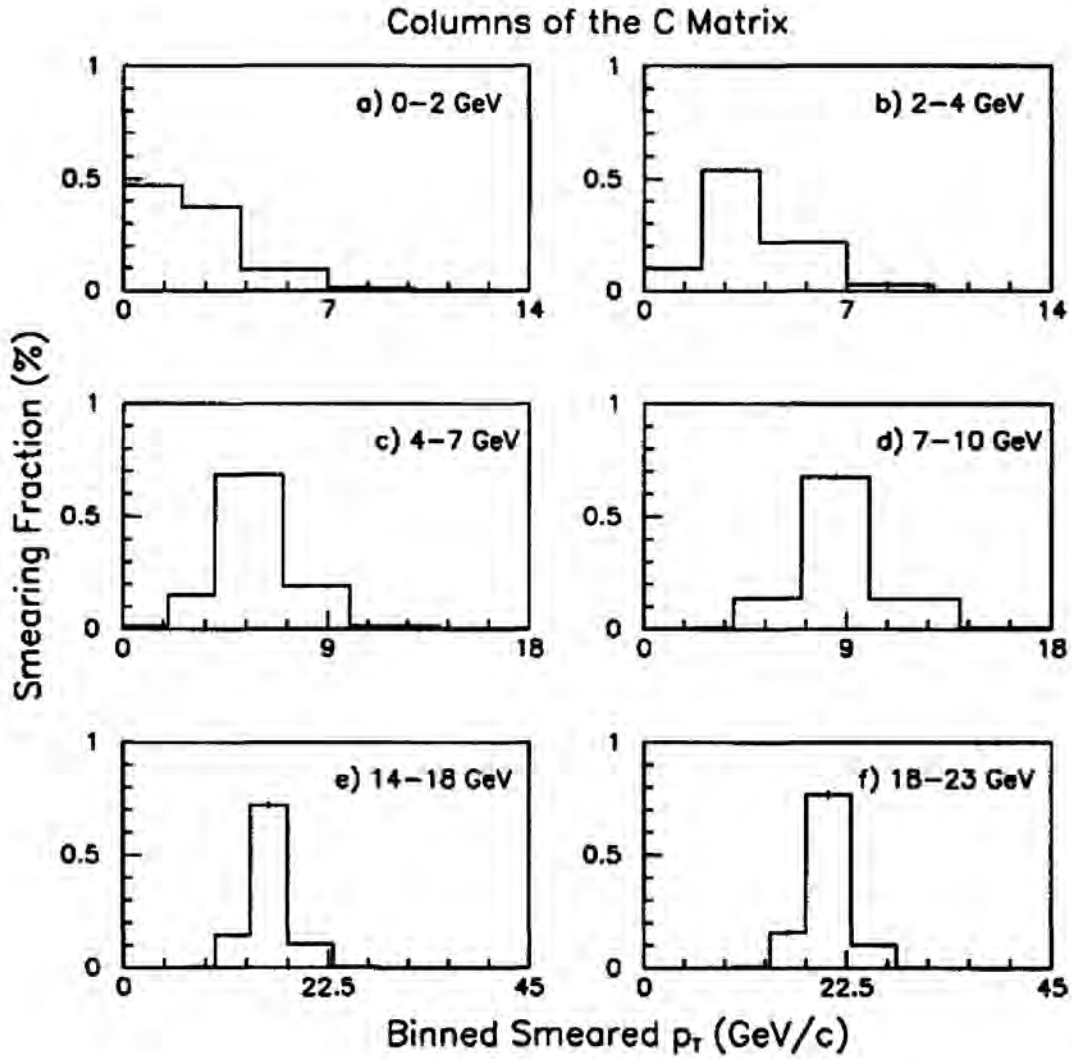 Columns of the C Matrix
a) 0-2 GeV
1
0.5
0
0 7 14
b) 2-4 GeV
1
0.5
0
0 7 14
c) 4-7 GeV
1
0.5
0
0 9 18
d) 7-10 GeV
1
0.5
0
0 9 18
e) 14-18 GeV
1
0.5
0
0 22.5 45
f) 18-23 GeV
1
0.5
0
0 22.5 45
Smearing Fraction (%)
Binned Smeared pT (GeV/c)